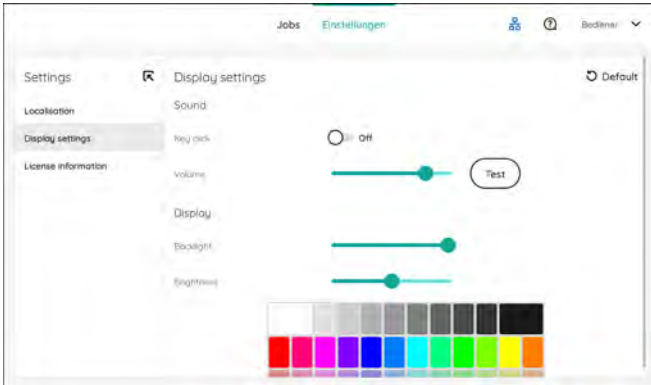 Jobs Einstellungen Bediener
Settings
Display settings
Default
Localisation
Sound
Display settings
Key click
Off
License information
Volume
Test
Display
Backlight
Brightness